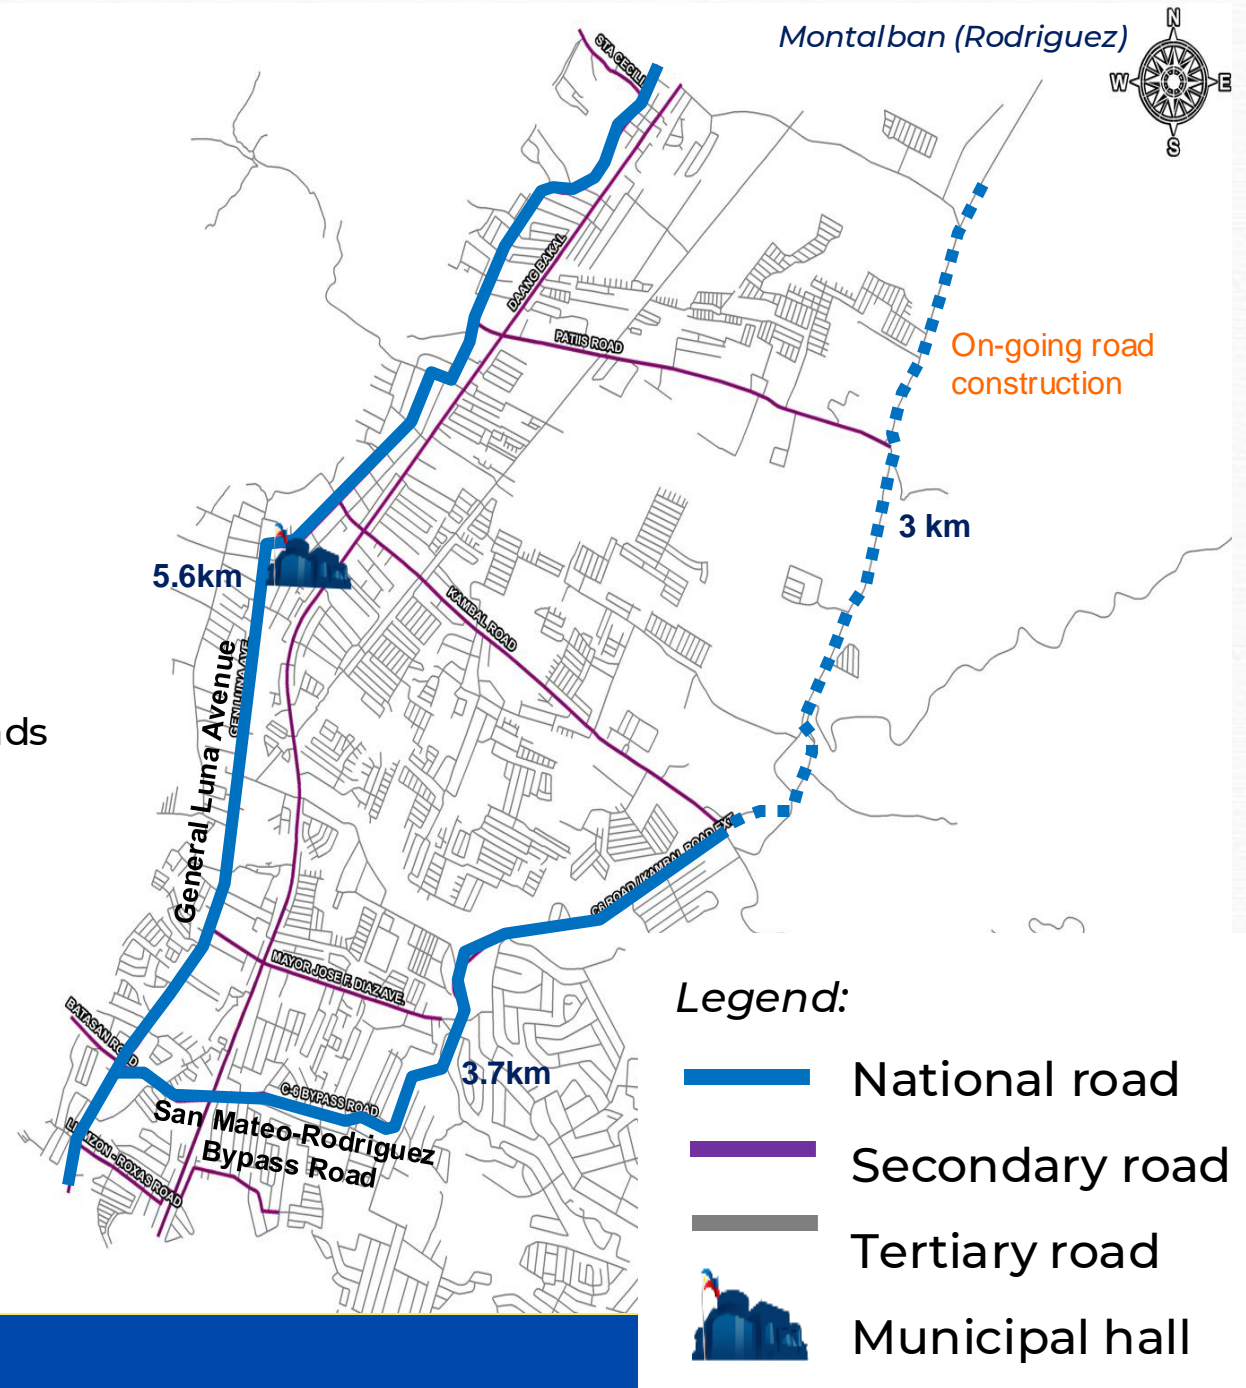 Montalban (Rodriguez)
N
W
E
S
STA CECILI
DAANG BAKAL
PATIIS ROAD
On-going road
construction
3 km
5.6km
KAMBAL ROAD
General Luna Avenue
GEN LUNA AVE
ds
C6 ROAD / KAMBAL ROAD EXT
MAYOR JOSE F. DIAZ AVE.
BATASAN ROAD
3.7km
C-6 BYPASS ROAD
San Mateo-Rodriguez
Bypass Road
ROXAS ROAD
Legend:
National road
Secondary road
Tertiary road
Municipal hall